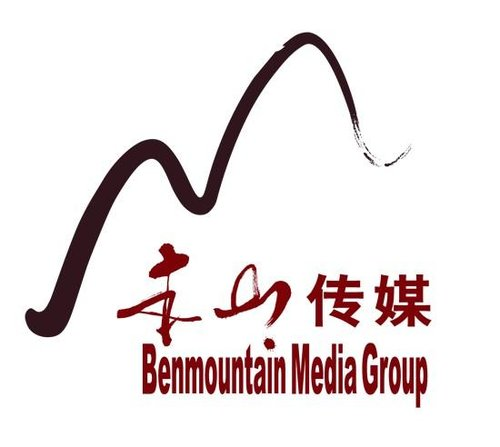 本山传媒
Benmountain Media Group